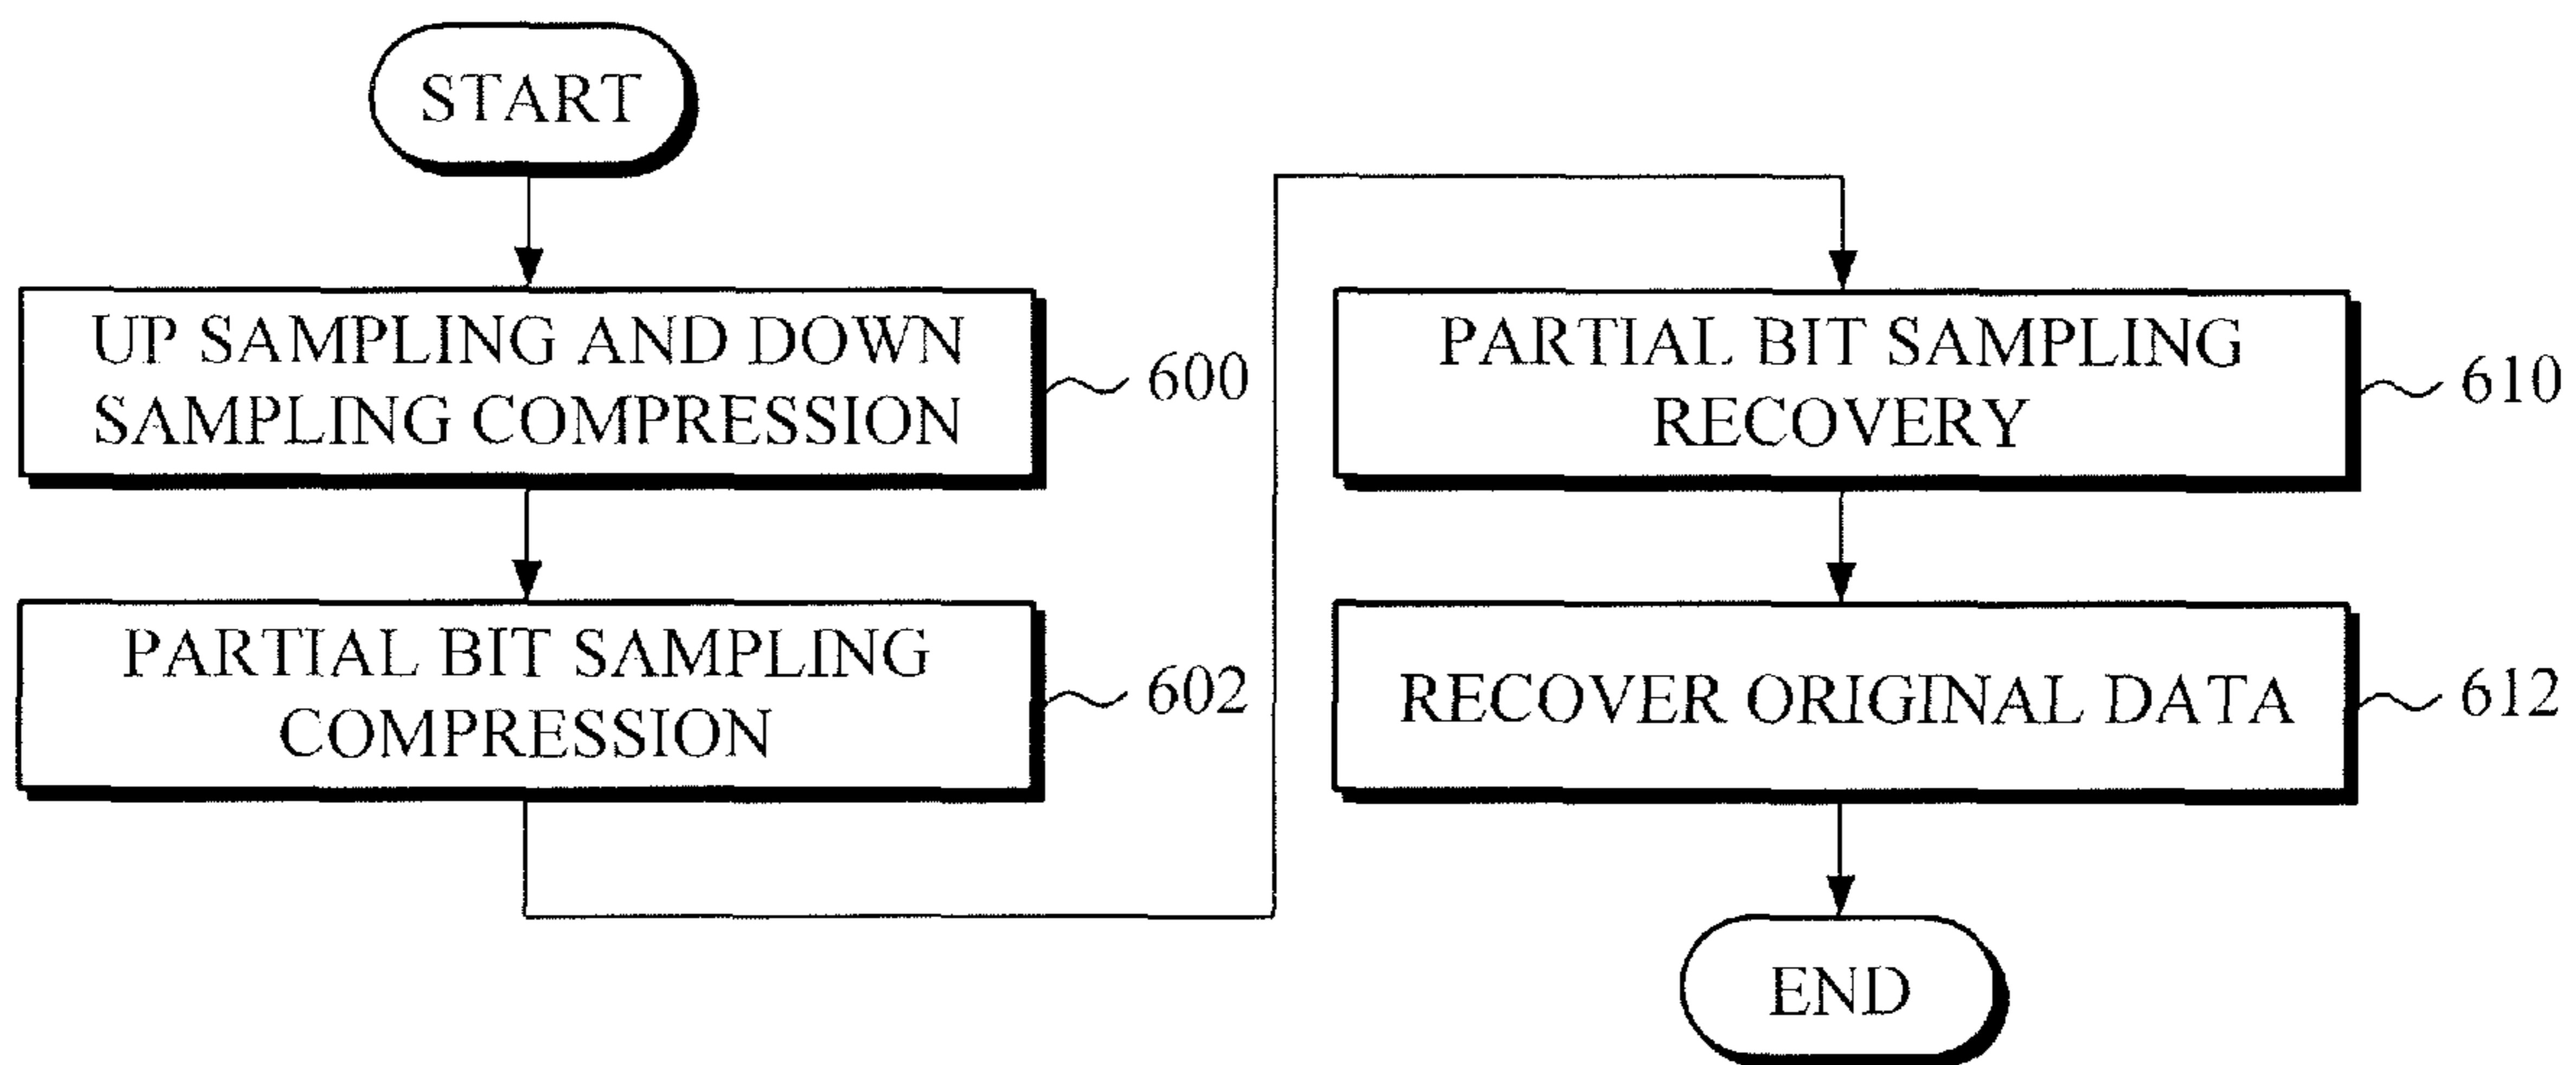 START
UP SAMPLING AND DOWN
SAMPLING COMPRESSION
600
PARTIAL BIT SAMPLING
COMPRESSION
602
PARTIAL BIT SAMPLING
RECOVERY
610
RECOVER ORIGINAL DATA
612
END